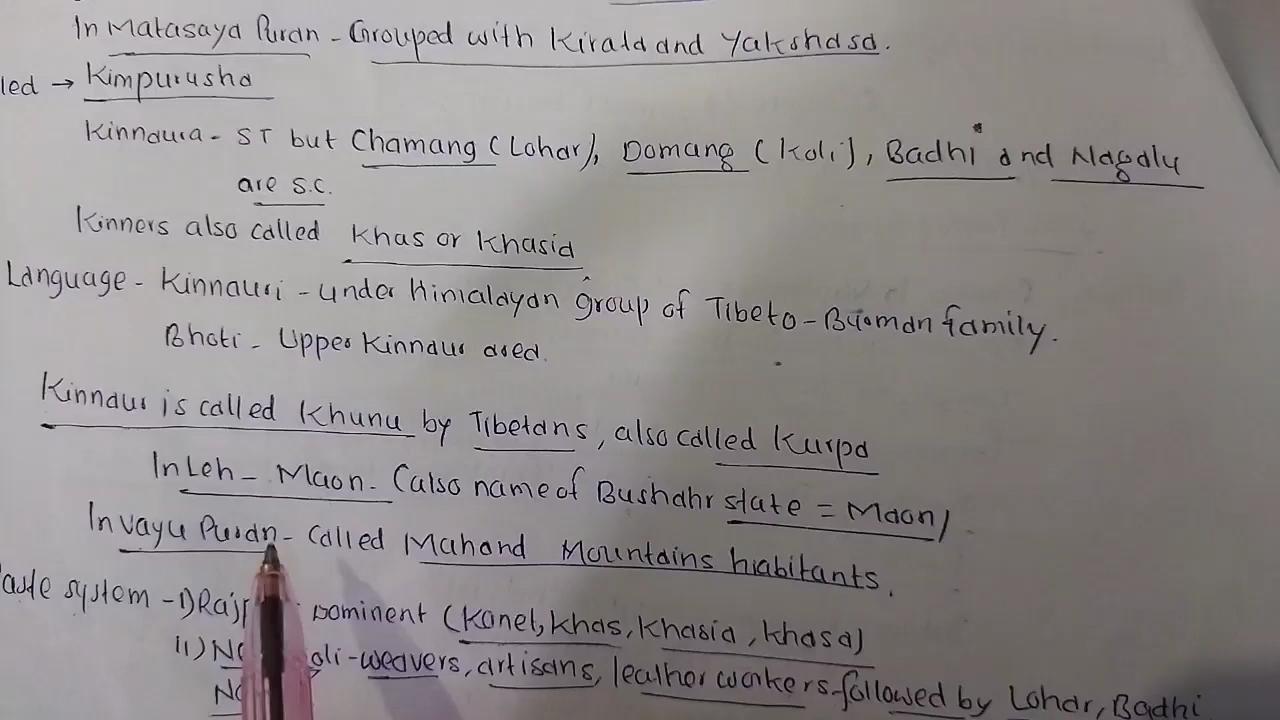 In Matasaya Puran - Grouped with Kirata and Yakshasa.
led → Kimpurusha
Kinnaura - ST but Chamang (Lohar), Domang (Koli), Badhi and Nagalu
are S.C.
Kinners also called Khas or Khasia
Language - Kinnauri - under Himalayan group of Tibeto-Burman family.
Bhoti - Upper Kinnaur area.
Kinnaur is called Khunu by Tibetans, also called Kurpa
In Leh - Maon - (also name of Bushahr state = Maon)
In Vayu Puran - called Mahand Mountains hiabitants.
aste system - 1) Raj Dominent (Kanet, Khas, Khasia, Khasa)
11) oli - weavers, artisans, leather workers - followed by Lohar, Badhi